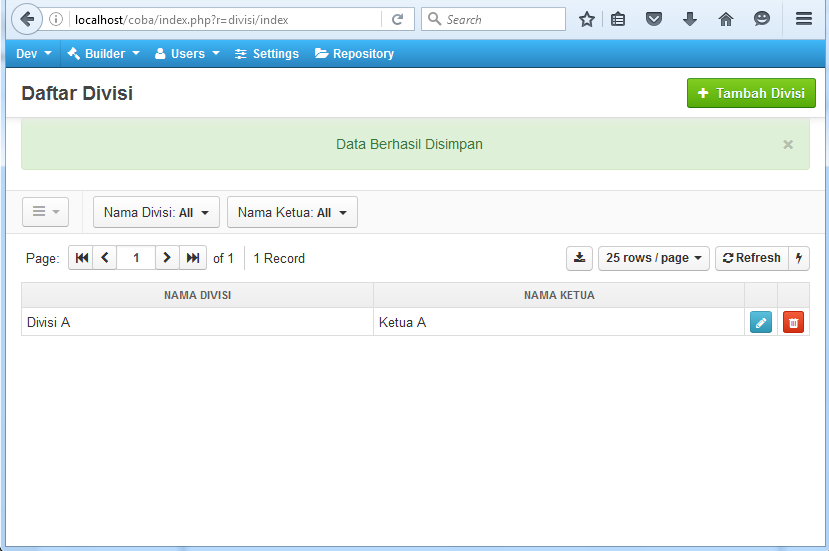 localhost/coba/index.php?r=divisi/index
Search
Dev Builder Users Settings Repository
Daftar Divisi
+ Tambah Divisi
Data Berhasil Disimpan
×
Nama Divisi: All Nama Ketua: All
Page: 1 of 1 1 Record 25 rows / page Refresh
NAMA DIVISI NAMA KETUA
Divisi A Ketua A